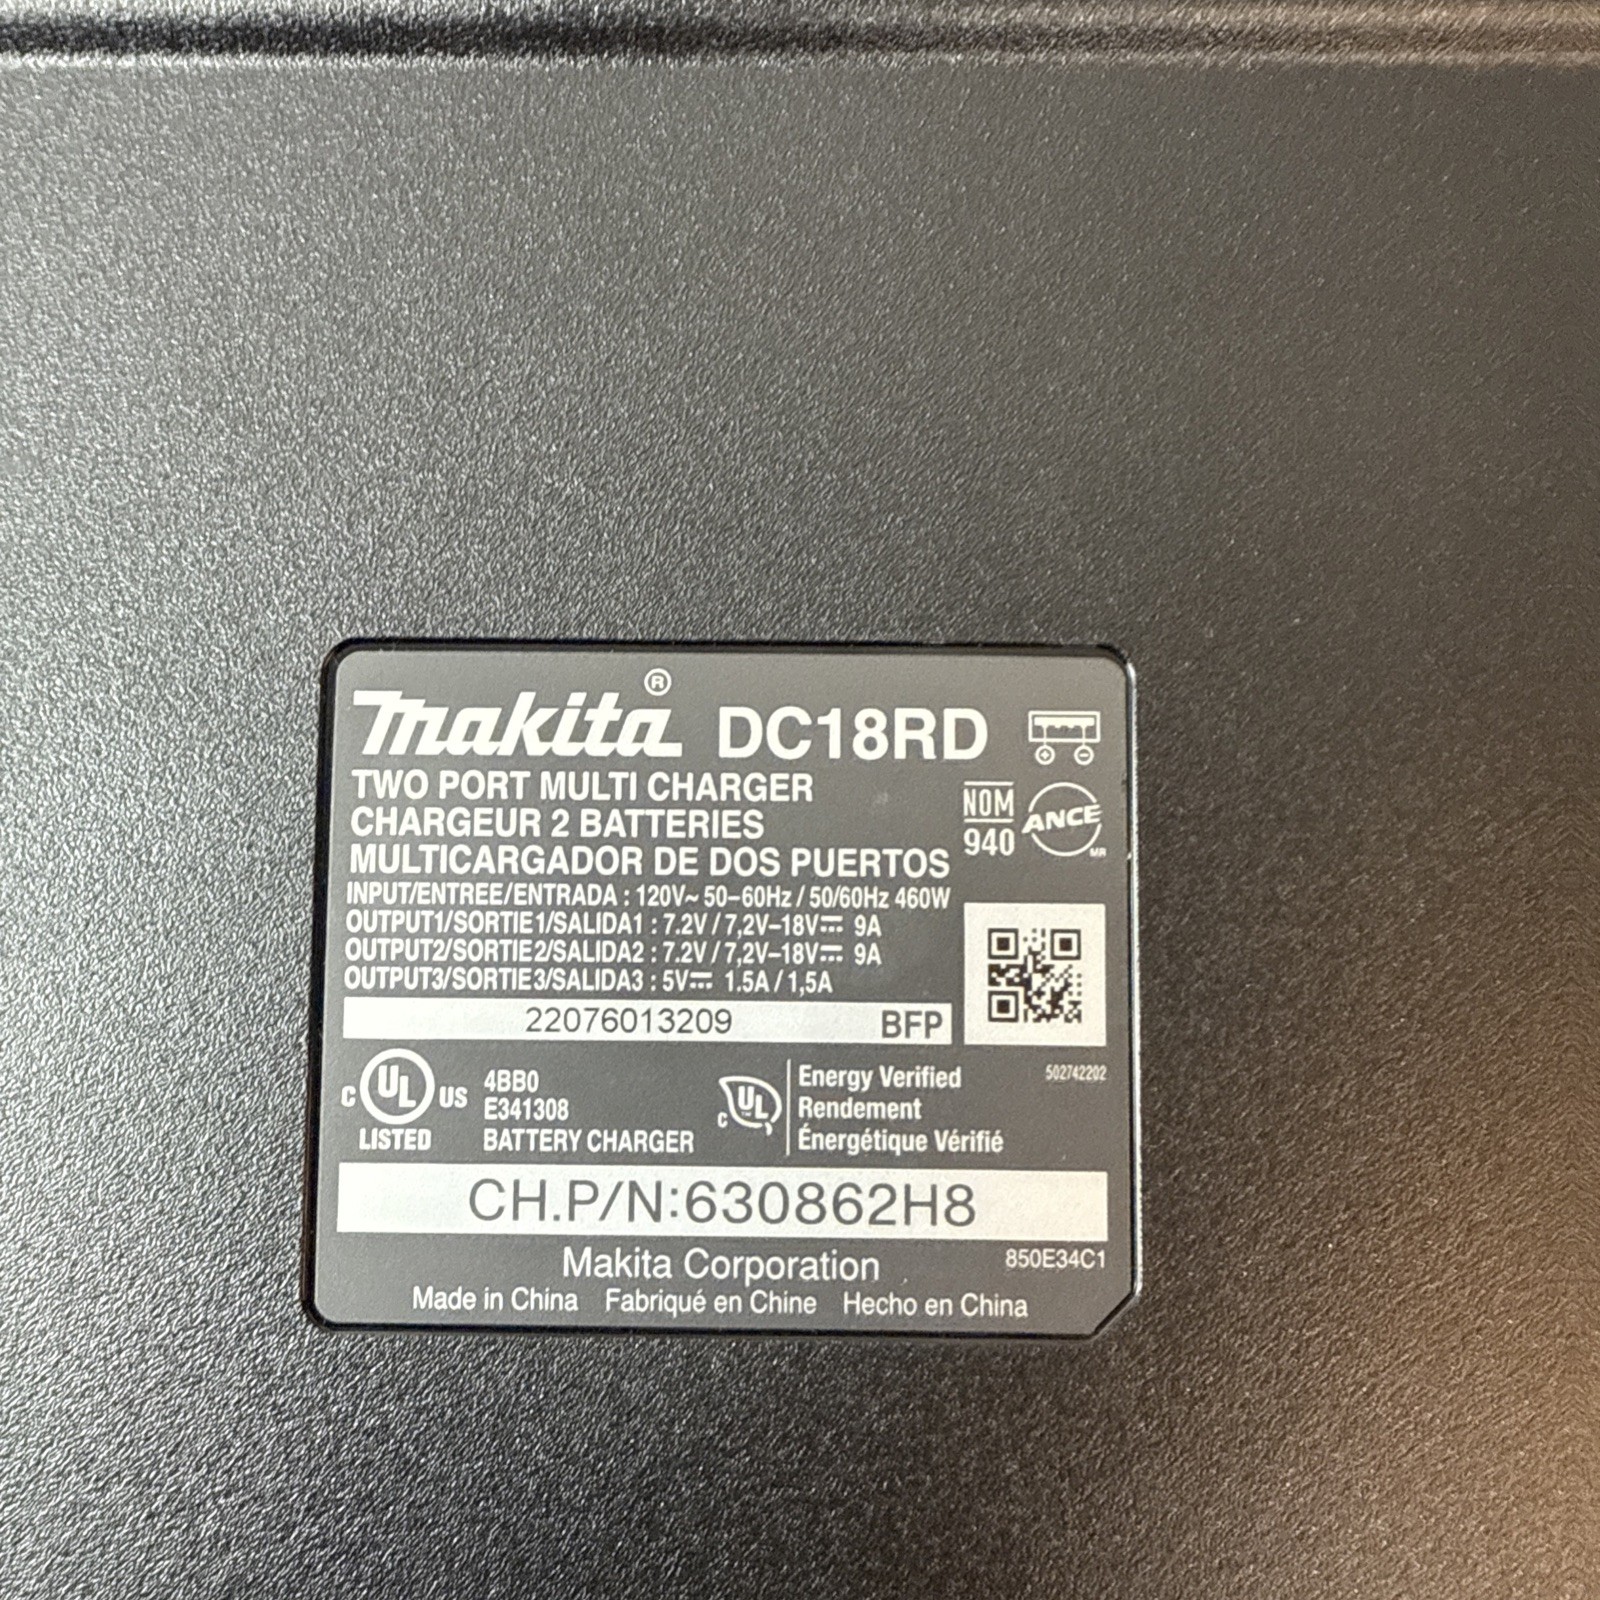 makita® DC18RD
TWO PORT MULTI CHARGER
CHARGEUR 2 BATTERIES
MULTICARGADOR DE DOS PUERTOS
NOM
940
ANCE
MR
INPUT/ENTREE/ENTRADA : 120V~ 50–60Hz / 50/60Hz 460W
OUTPUT1/SORTIE1/SALIDA1 : 7.2V / 7,2V–18V⎓ 9A
OUTPUT2/SORTIE2/SALIDA2 : 7.2V / 7,2V–18V⎓ 9A
OUTPUT3/SORTIE3/SALIDA3 : 5V⎓ 1.5A / 1,5A
22076013209 BFP
502742202
C UL US
LISTED
4BB0
E341308
BATTERY CHARGER
C UL
Energy Verified
Rendement
Énergétique Vérifié
CH.P/N:630862H8
Makita Corporation 850E34C1
Made in China Fabriqué en Chine Hecho en China